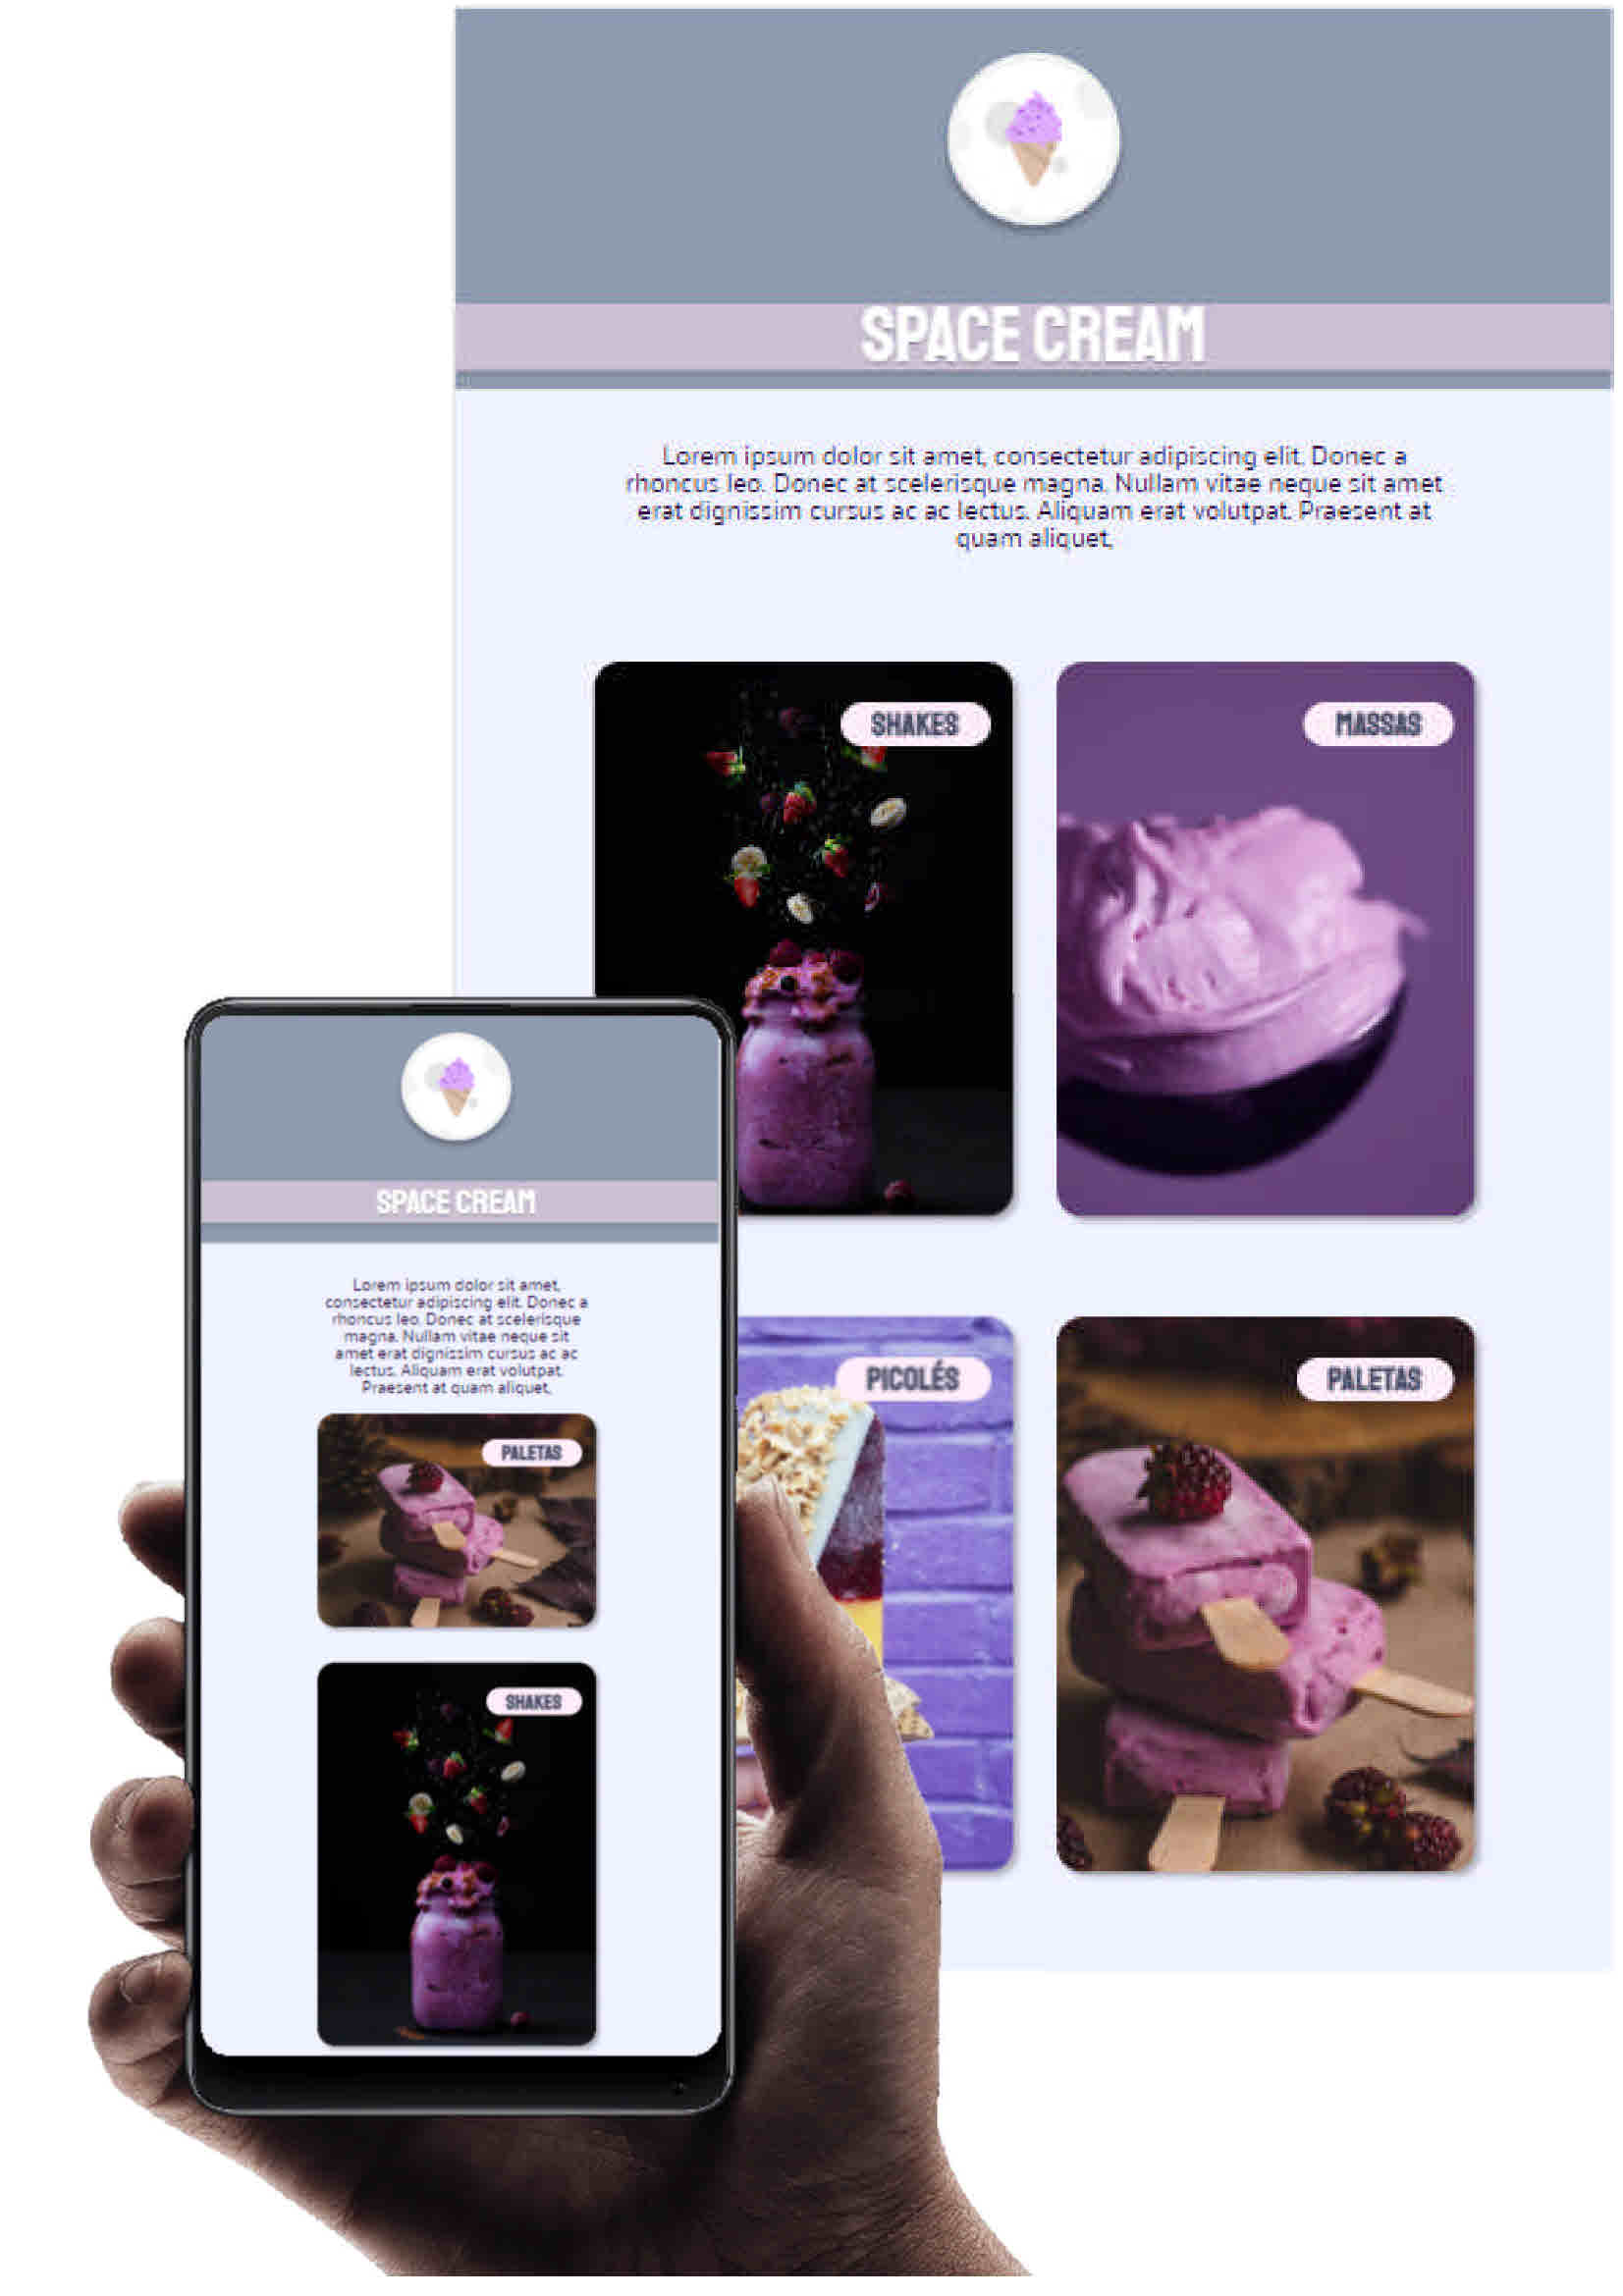 SPACE CREAM
Lorem ipsum dolor sit amet, consectetur adipiscing elit. Donec a
rhoncus leo. Donec at scelerisque magna. Nullam vitae neque sit amet
erat dignissim cursus ac ac lectus. Aliquam erat volutpat. Praesent at
quam aliquet,
SHAKES
MASSAS
PICOLÉS
PALETAS
SPACE CREAM
Lorem ipsum dolor sit amet,
consectetur adipiscing elit. Donec a
rhoncus leo. Donec at scelerisque
magna. Nullam vitae neque sit
amet erat dignissim cursus ac ac
lectus. Aliquam erat volutpat.
Praesent at quam aliquet,
PALETAS
SHAKES